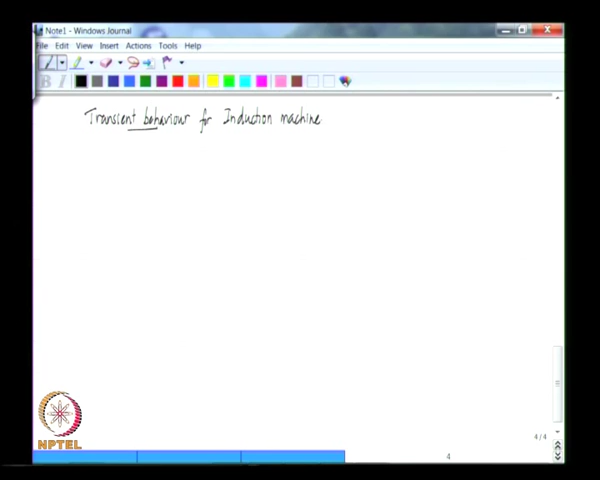 Note1 - Windows Journal
File Edit View Insert Actions Tools Help
B I
Transient behaviour for Induction machine
4/4
NPTEL
4